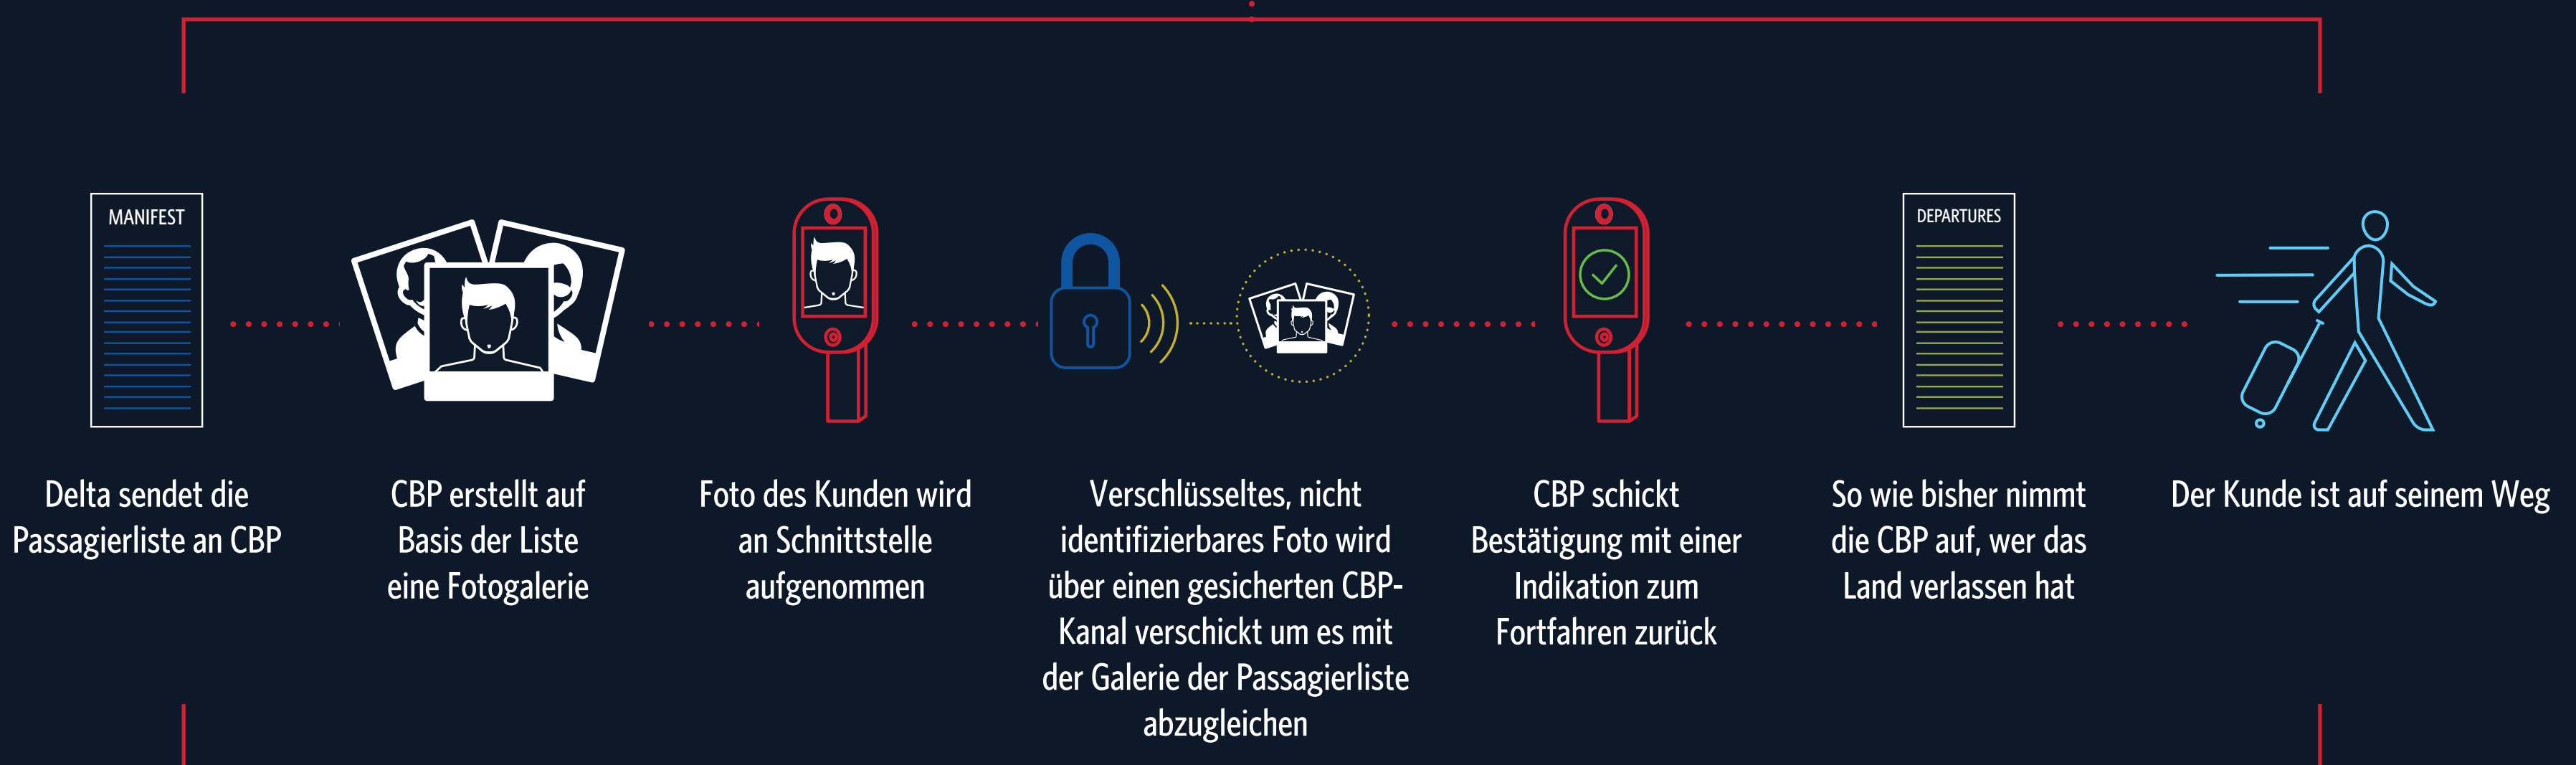 MANIFEST
DEPARTURES
Delta sendet die
Passagierliste an CBP
CBP erstellt auf
Basis der Liste
eine Fotogalerie
Foto des Kunden wird
an Schnittstelle
aufgenommen
Verschlüsseltes, nicht
identifizierbares Foto wird
über einen gesicherten CBP-
Kanal verschickt um es mit
der Galerie der Passagierliste
abzugleichen
CBP schickt
Bestätigung mit einer
Indikation zum
Fortfahren zurück
So wie bisher nimmt
die CBP auf, wer das
Land verlassen hat
Der Kunde ist auf seinem Weg